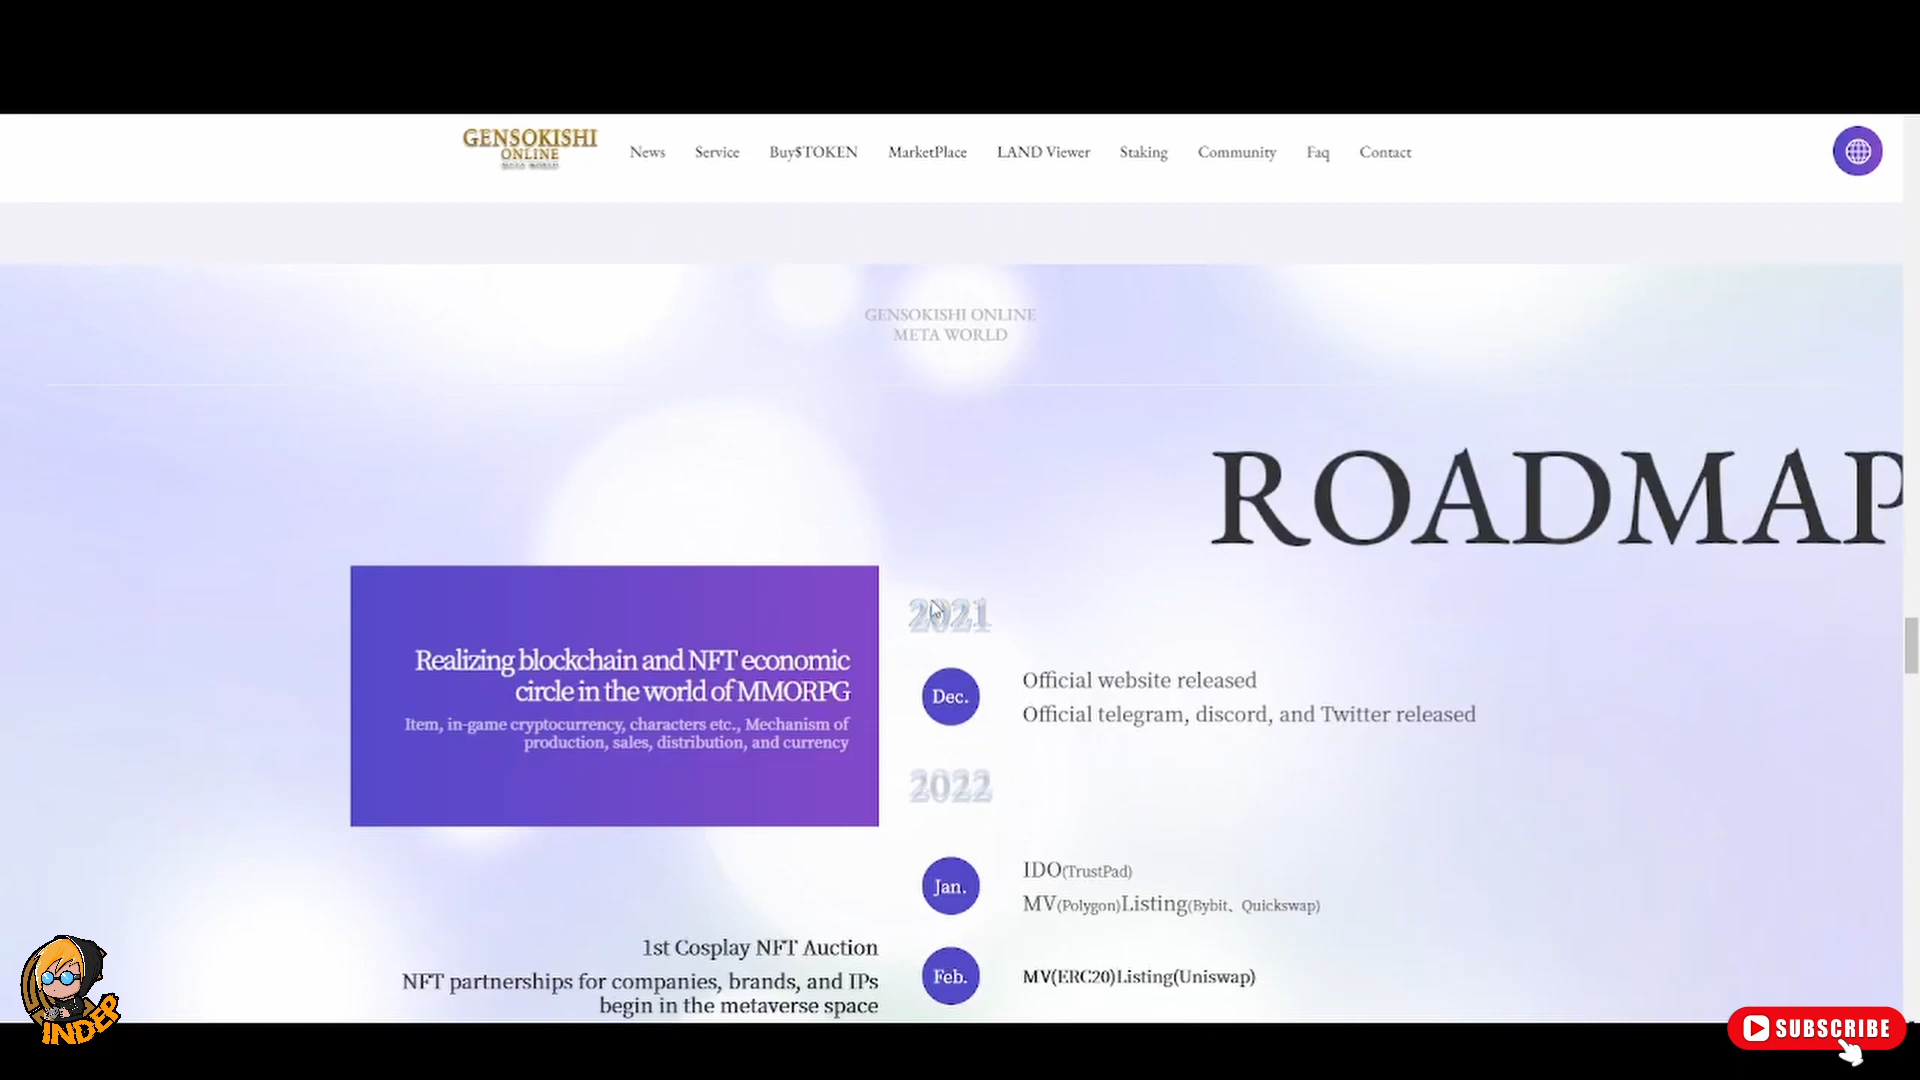 GENSOKISHI
ONLINE
META WORLD
News Service Buy$TOKEN MarketPlace LAND Viewer Staking Community Faq Contact
GENSOKISHI ONLINE
META WORLD
ROADMAP
2021
Realizing blockchain and NFT economic
circle in the world of MMORPG
Item, in-game cryptocurrency, characters etc., Mechanism of
production, sales, distribution, and currency
Dec.
Official website released
Official telegram, discord, and Twitter released
2022
Jan.
IDO(TrustPad)
MV(Polygon)Listing(Bybit、Quickswap)
1st Cosplay NFT Auction
NFT partnerships for companies, brands, and IPs
begin in the metaverse space
Feb.
MV(ERC20)Listing(Uniswap)
INDEP
SUBSCRIBE